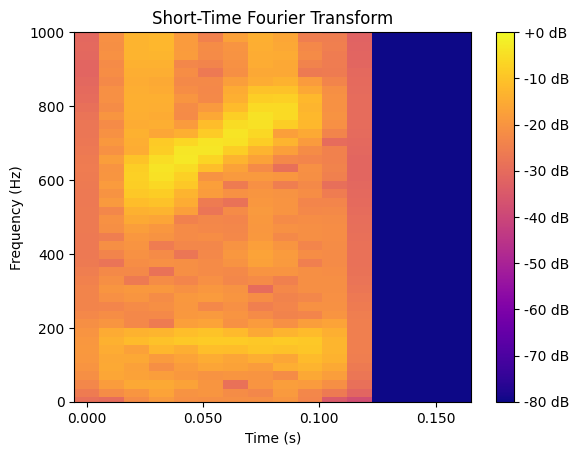 Short-Time Fourier Transform
Frequency (Hz)
1000
800
600
400
200
0
0.000
0.050
0.100
0.150
Time (s)
+0 dB
-10 dB
-20 dB
-30 dB
-40 dB
-50 dB
-60 dB
-70 dB
-80 dB